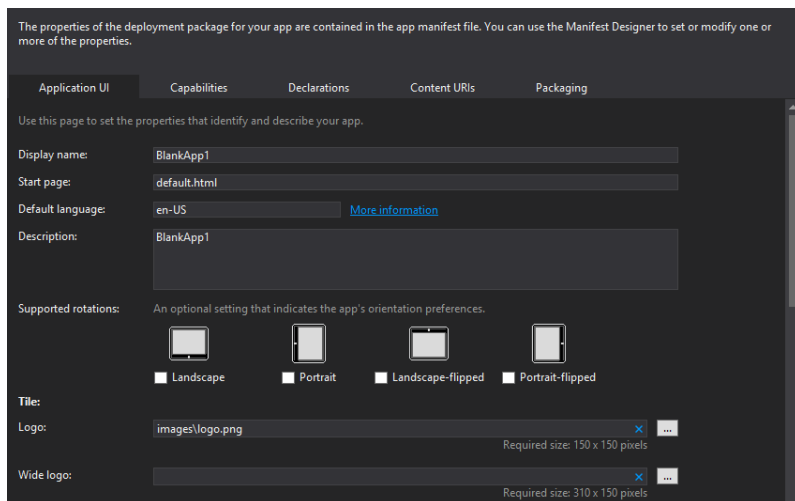 The properties of the deployment package for your app are contained in the app manifest file. You can use the Manifest Designer to set or modify one or
more of the properties.
Application UI Capabilities Declarations Content URIs Packaging
Use this page to set the properties that identify and describe your app.
Display name: BlankApp1
Start page: default.html
Default language: en-US More information
Description: BlankApp1
Supported rotations: An optional setting that indicates the app's orientation preferences.
Landscape Portrait Landscape-flipped Portrait-flipped
Tile:
Logo: images\logo.png × ...
Required size: 150 x 150 pixels
Wide logo: × ...
Required size: 310 x 150 pixels